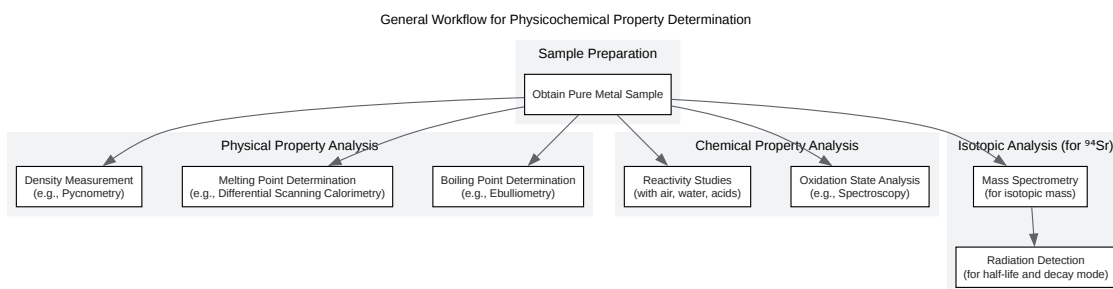 General Workflow for Physicochemical Property Determination
Sample Preparation
Obtain Pure Metal Sample
Physical Property Analysis
Chemical Property Analysis
Isotopic Analysis (for ⁹⁴Sr)
Density Measurement
(e.g., Pycnometry)
Melting Point Determination
(e.g., Differential Scanning Calorimetry)
Boiling Point Determination
(e.g., Ebulliometry)
Reactivity Studies
(with air, water, acids)
Oxidation State Analysis
(e.g., Spectroscopy)
Mass Spectrometry
(for isotopic mass)
Radiation Detection
(for half-life and decay mode)